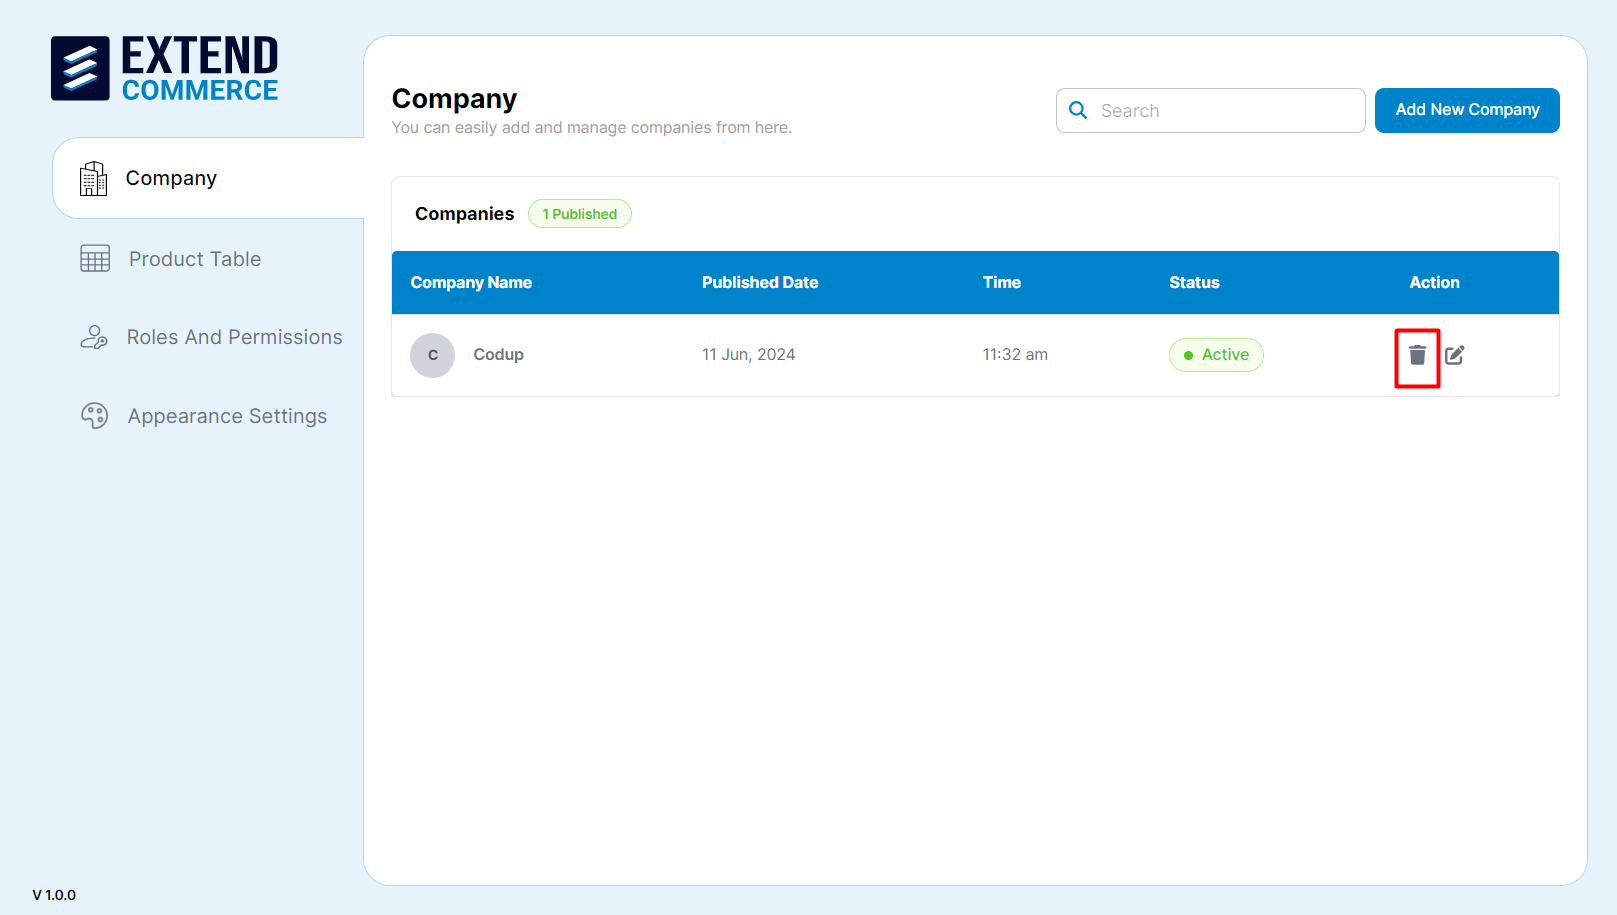 EXTEND
COMMERCE
Company
Product Table
Roles And Permissions
Appearance Settings
V 1.0.0
Company
You can easily add and manage companies from here.
Search
Add New Company
Companies 1 Published
Company Name Published Date Time Status Action
C Codup 11 Jun, 2024 11:32 am Active